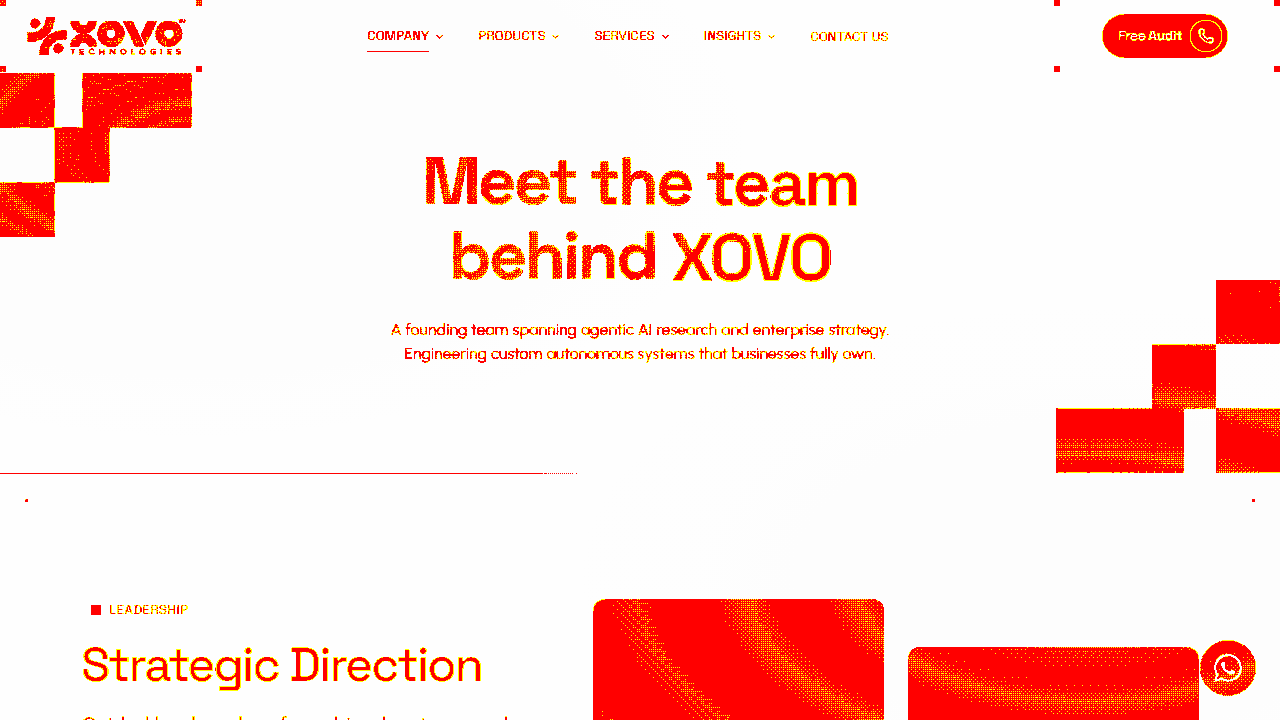 XOVO
TECHNOLOGIES
COMPANY
PRODUCTS
SERVICES
INSIGHTS
CONTACT US
Free Audit
Meet the team
behind XOVO
A founding team spanning agentic AI research and enterprise strategy.
Engineering custom autonomous systems that businesses fully own.
LEADERSHIP
Strategic Direction